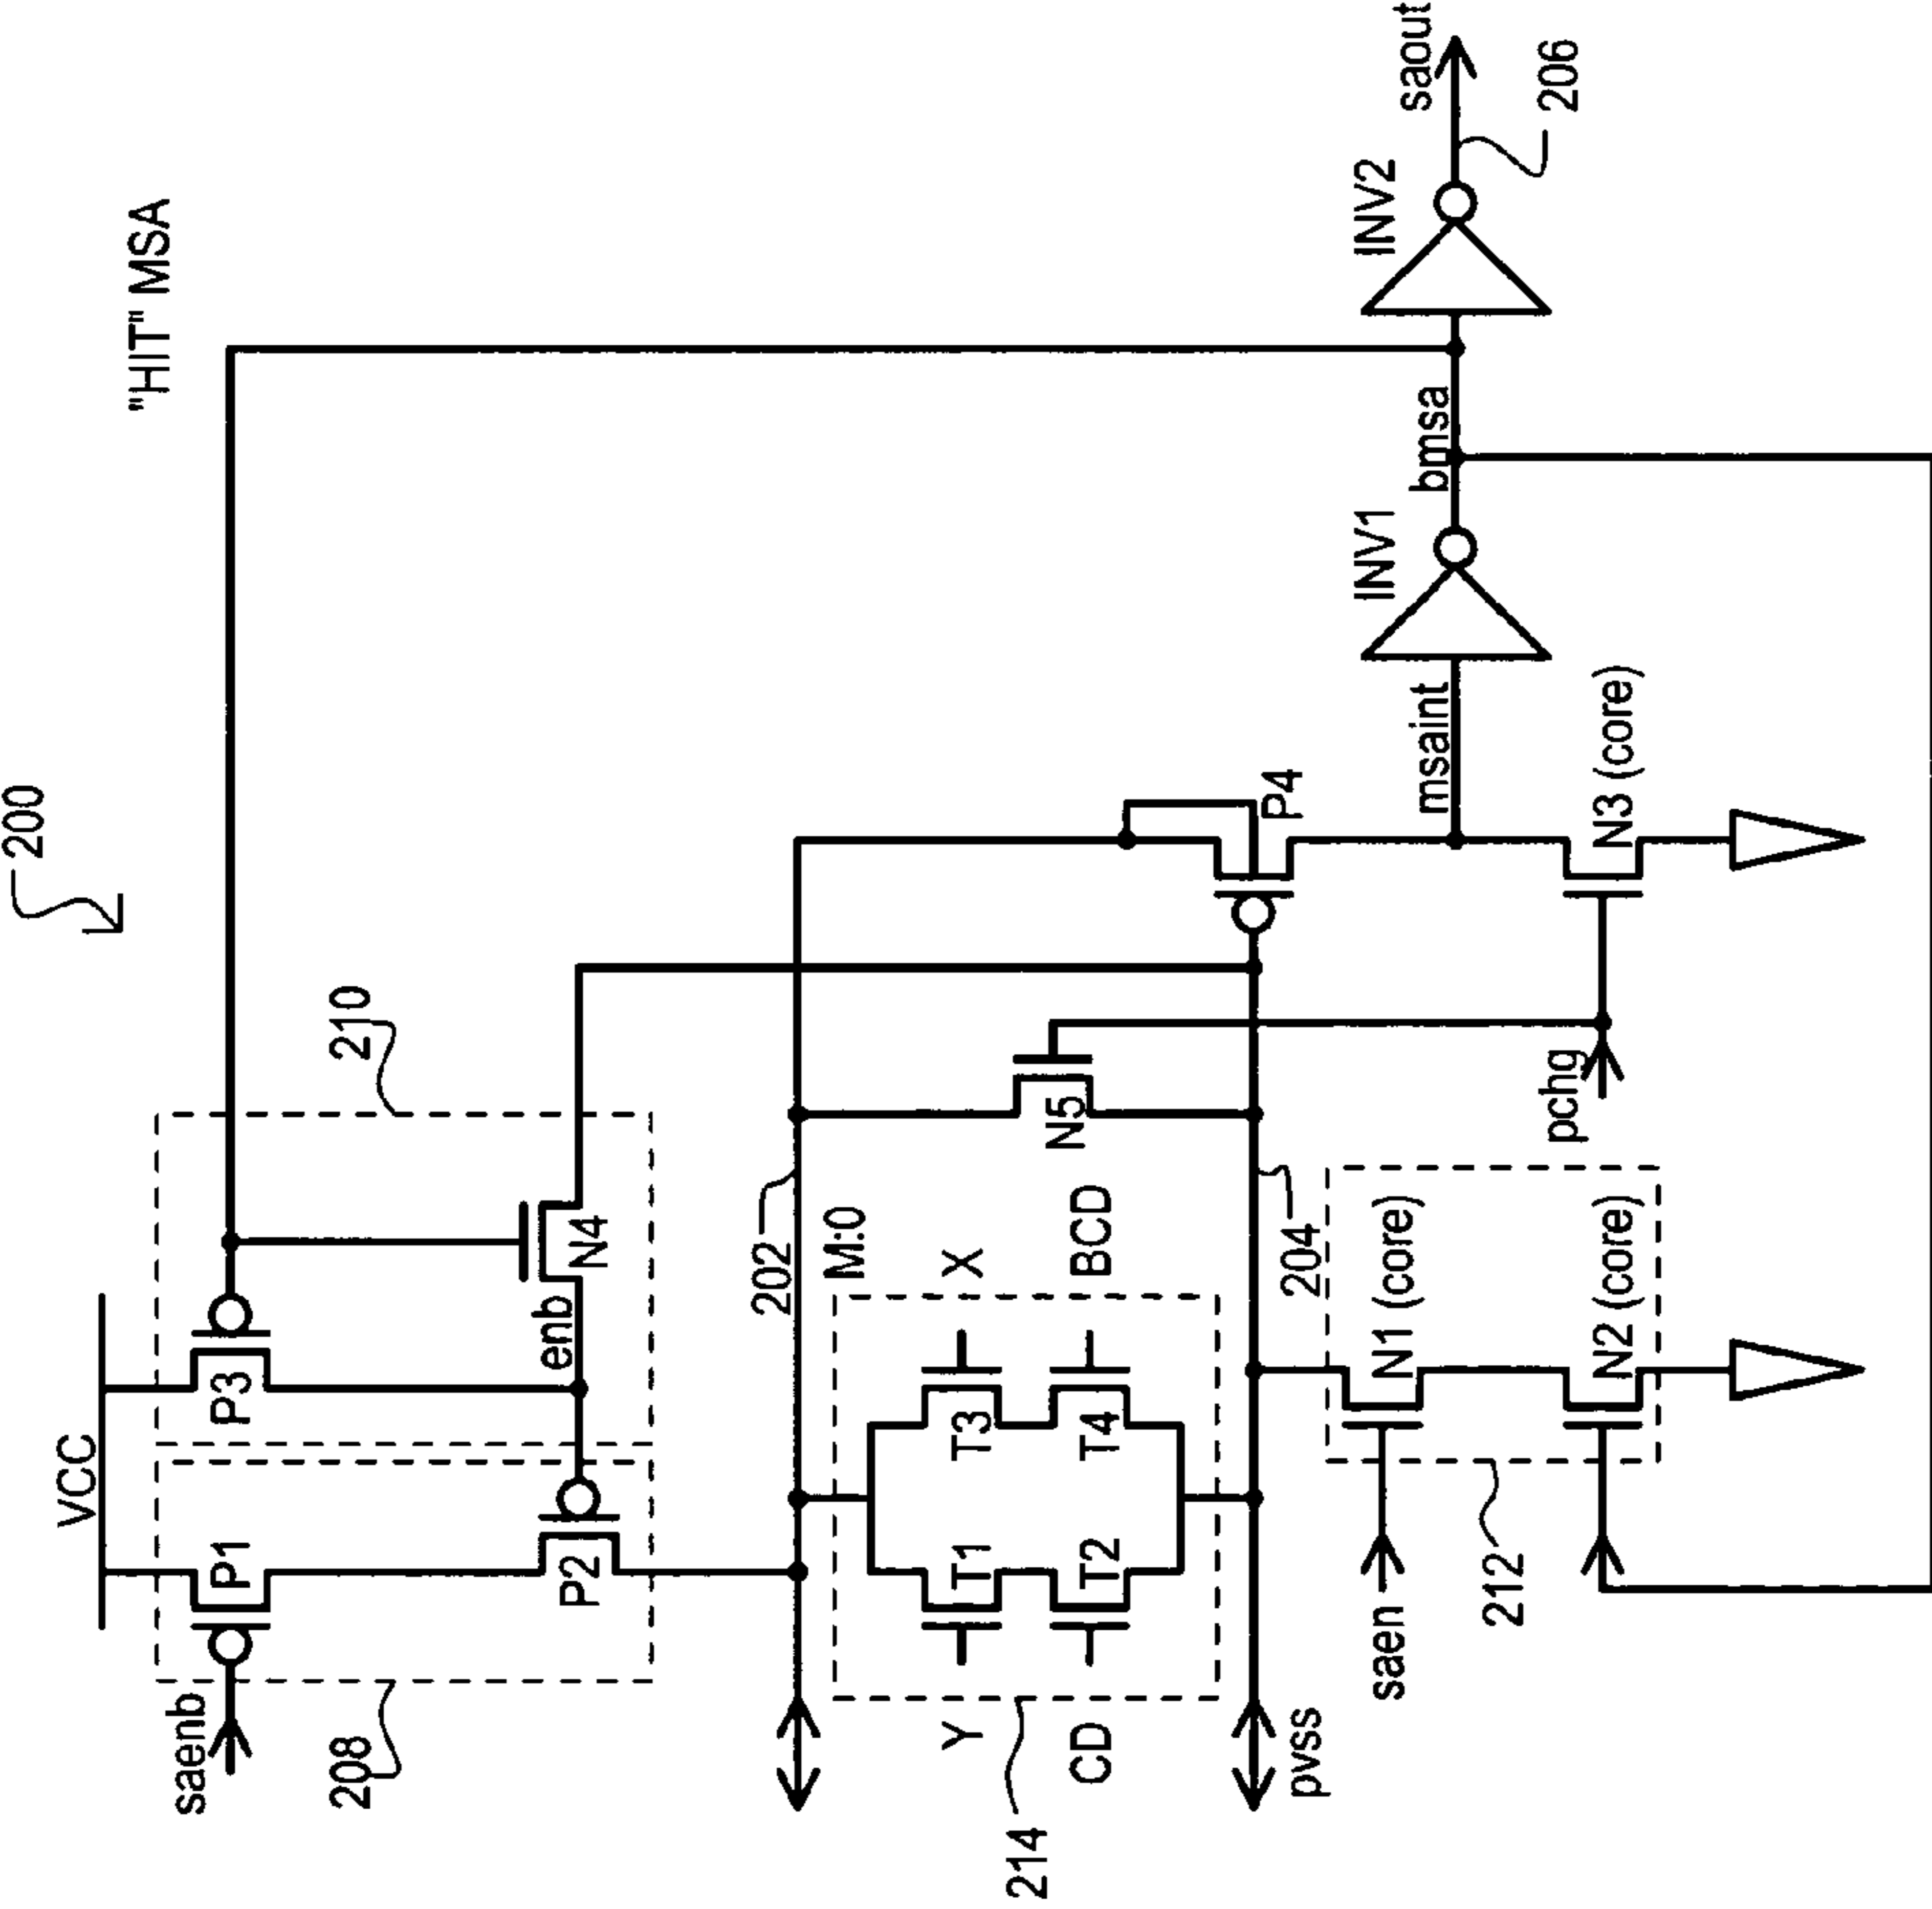 200
"HIT" MSA
VCC
saenb
P1
P3
208
210
P2
enb
N4
202
M:0
Y
T1
T3
X
N5
CD
T2
T4
BCD
214
P4
204
pvss
saen
N1 (core)
msaint
INV1
bmsa
INV2
saout
206
212
N2 (core)
pchg
N3 (core)